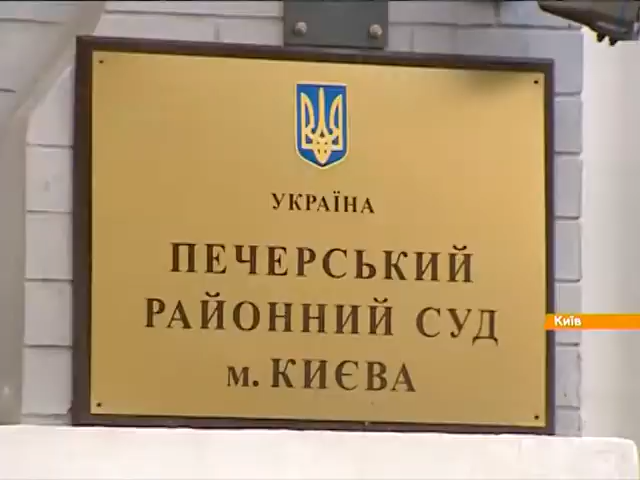 УКРАЇНА
ПЕЧЕРСЬКИЙ
РАЙОННИЙ СУД
м. КИЄВА
Київ